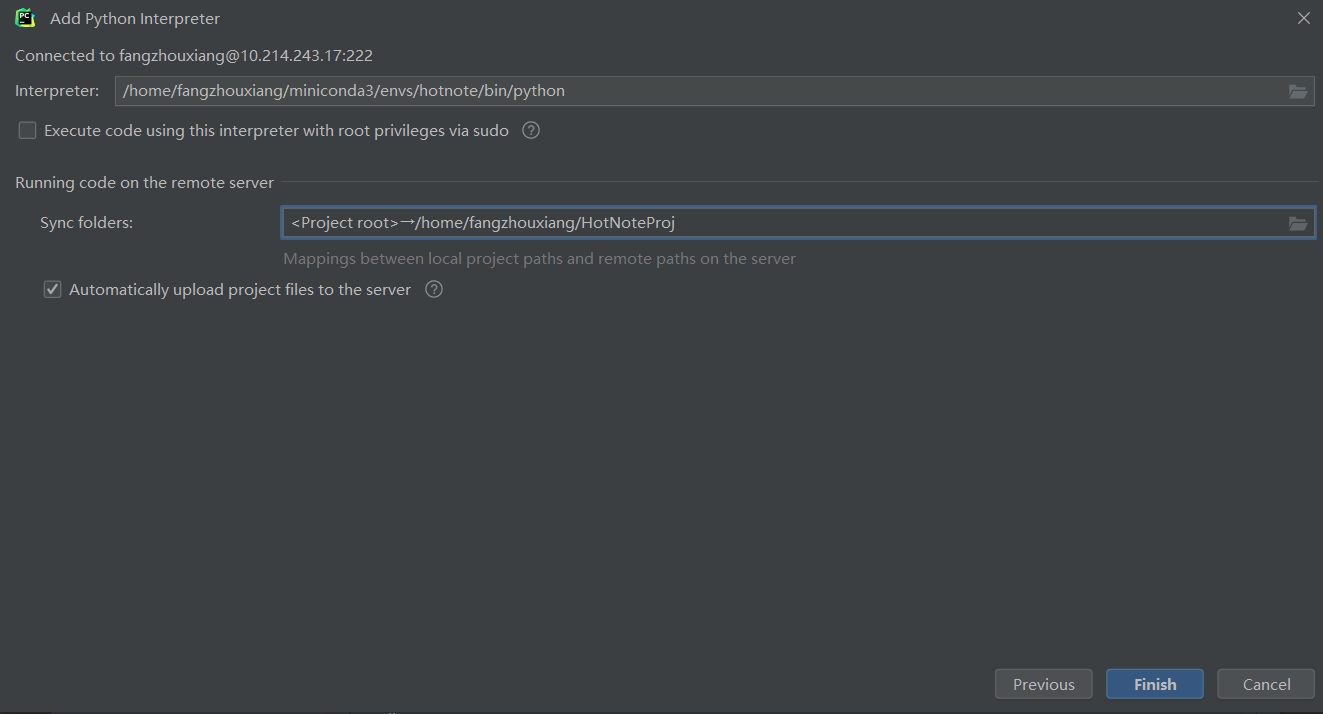 PC
Add Python Interpreter
Connected to fangzhouxiang@10.214.243.17:222
Interpreter: /home/fangzhouxiang/miniconda3/envs/hotnote/bin/python
Execute code using this interpreter with root privileges via sudo ?
Running code on the remote server
Sync folders: <Project root>→/home/fangzhouxiang/HotNoteProj
Mappings between local project paths and remote paths on the server
Automatically upload project files to the server ?
Previous Finish Cancel